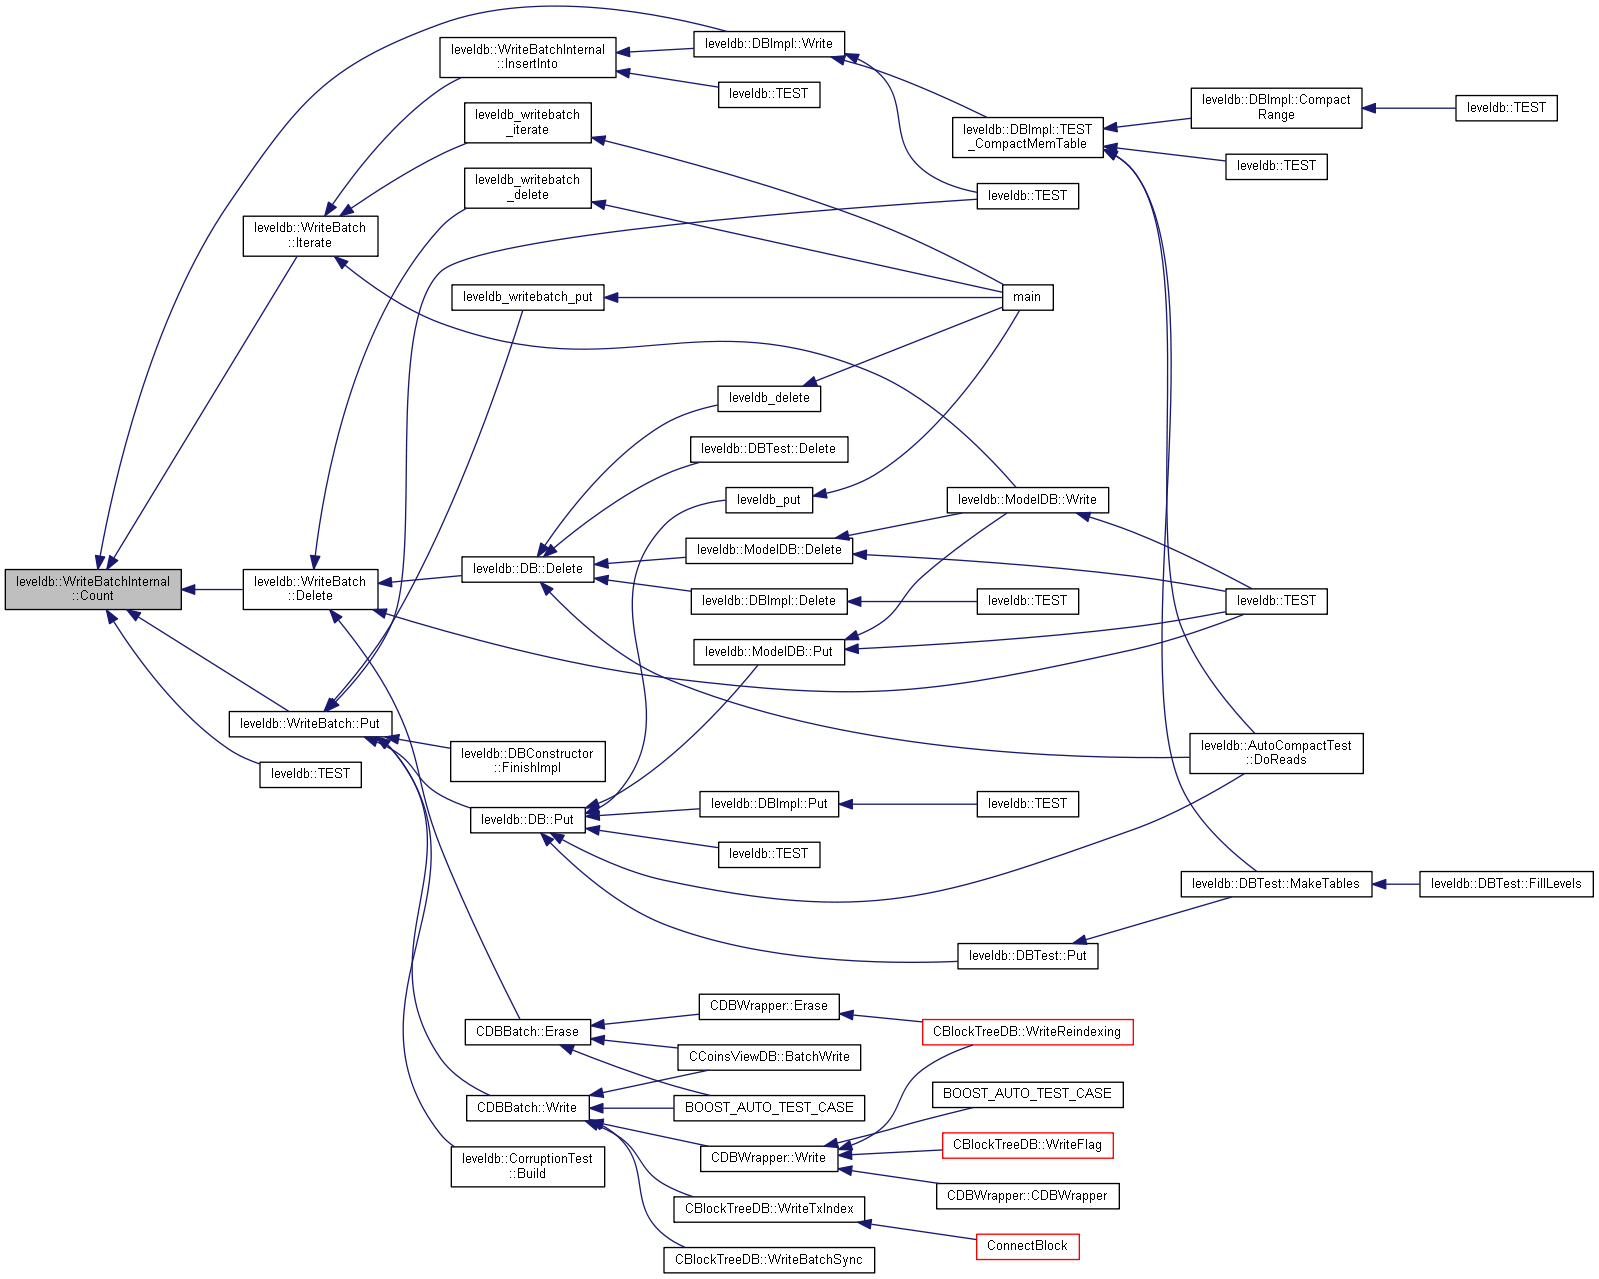 leveldb::WriteBatchInternal
::Count
leveldb::WriteBatch
::Iterate
leveldb::WriteBatch
::Delete
leveldb::WriteBatch::Put
leveldb::TEST
leveldb::WriteBatchInternal
::InsertInto
leveldb_writebatch
_iterate
leveldb_writebatch
_delete
leveldb_writebatch_put
leveldb::DB::Delete
leveldb::DBConstructor
::FinishImpl
leveldb::DB::Put
CDBBatch::Erase
CDBBatch::Write
leveldb::CorruptionTest
::Build
leveldb::DBImpl::Write
leveldb::TEST
leveldb_delete
leveldb::DBTest::Delete
leveldb_put
leveldb::ModelDB::Delete
leveldb::DBImpl::Delete
leveldb::ModelDB::Put
leveldb::DBImpl::Put
leveldb::TEST
CDBWrapper::Erase
CCoinsViewDB::BatchWrite
BOOST_AUTO_TEST_CASE
CDBWrapper::Write
CBlockTreeDB::WriteTxIndex
CBlockTreeDB::WriteBatchSync
leveldb::DBImpl::TEST
_CompactMemTable
leveldb::TEST
main
leveldb::ModelDB::Write
leveldb::TEST
leveldb::TEST
leveldb::DBTest::Put
CBlockTreeDB::WriteReindexing
BOOST_AUTO_TEST_CASE
CBlockTreeDB::WriteFlag
CDBWrapper::CDBWrapper
ConnectBlock
leveldb::DBImpl::Compact
Range
leveldb::TEST
leveldb::TEST
leveldb::AutoCompactTest
::DoReads
leveldb::DBTest::MakeTables
leveldb::TEST
leveldb::DBTest::FillLevels